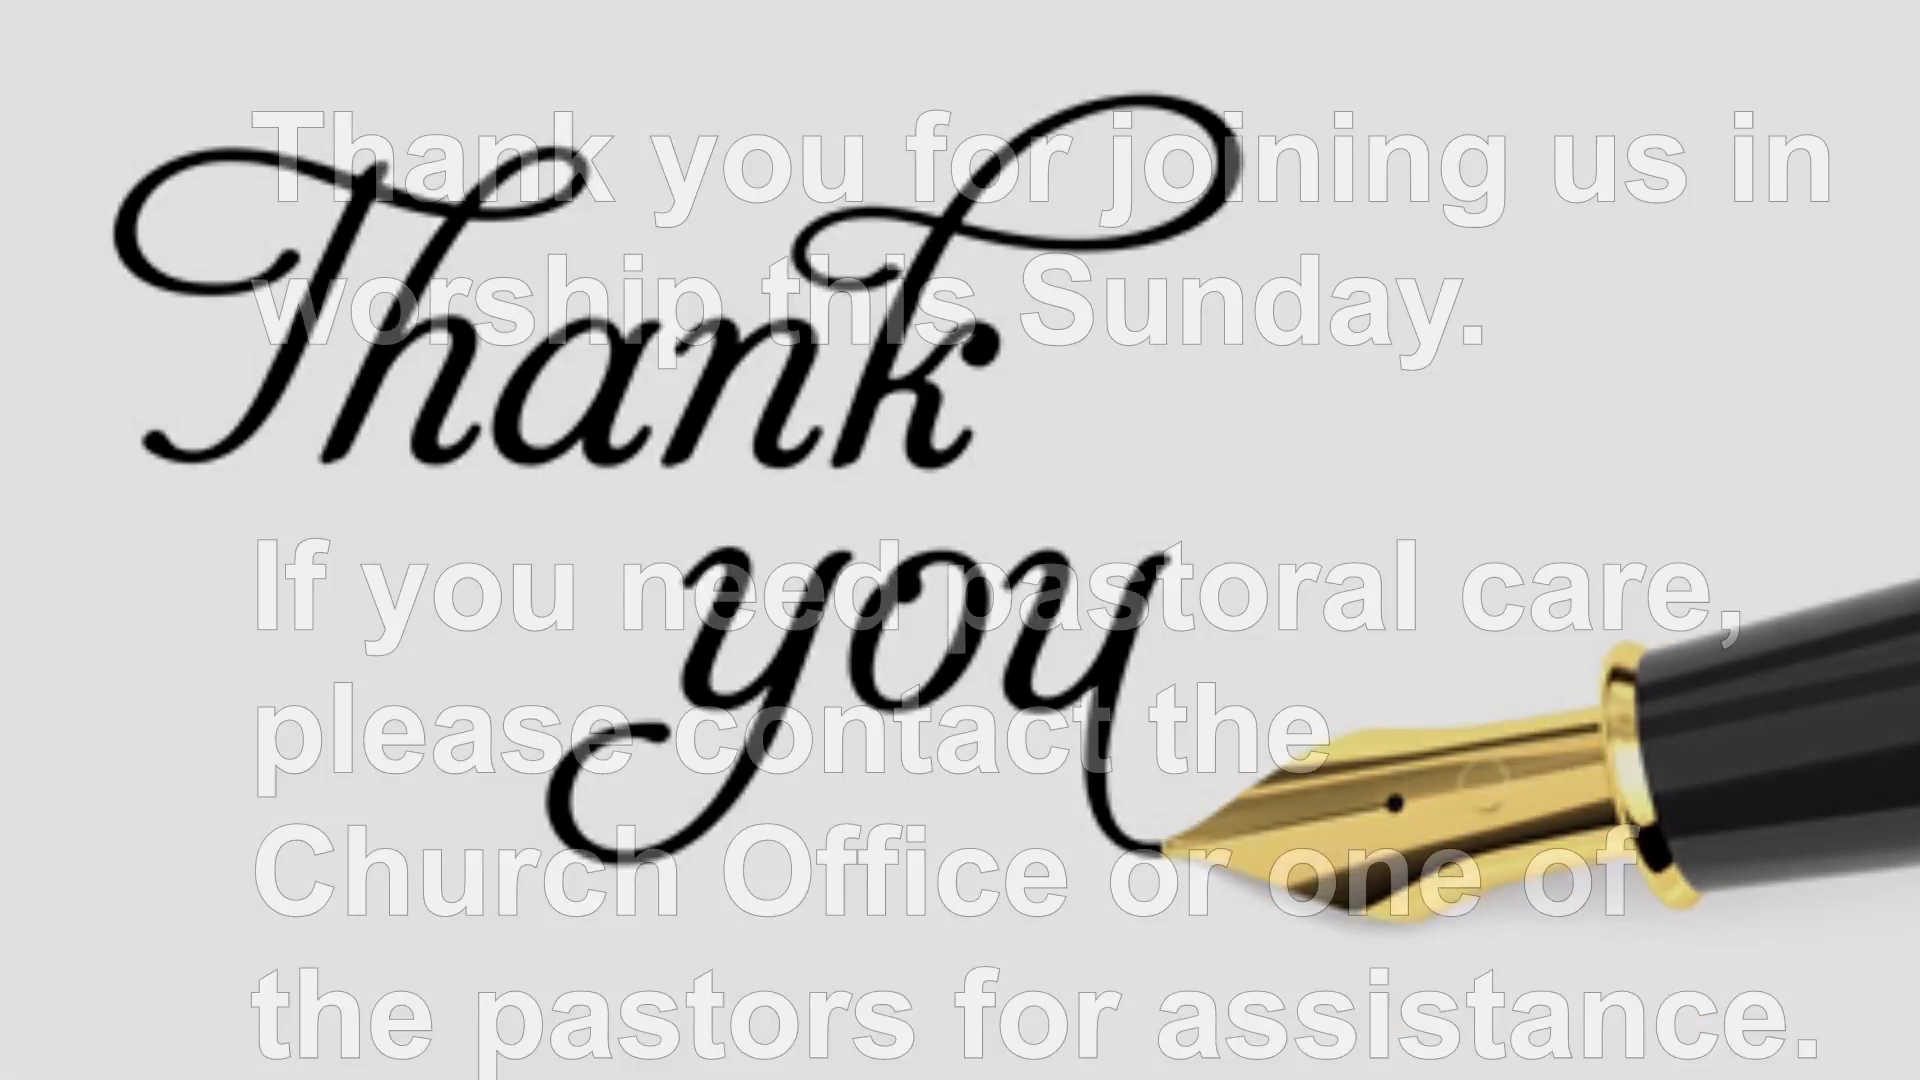 Thank
you
Thank you for joining us in
worship this Sunday.
If you need pastoral care,
please contact the
Church Office or one of
the pastors for assistance.